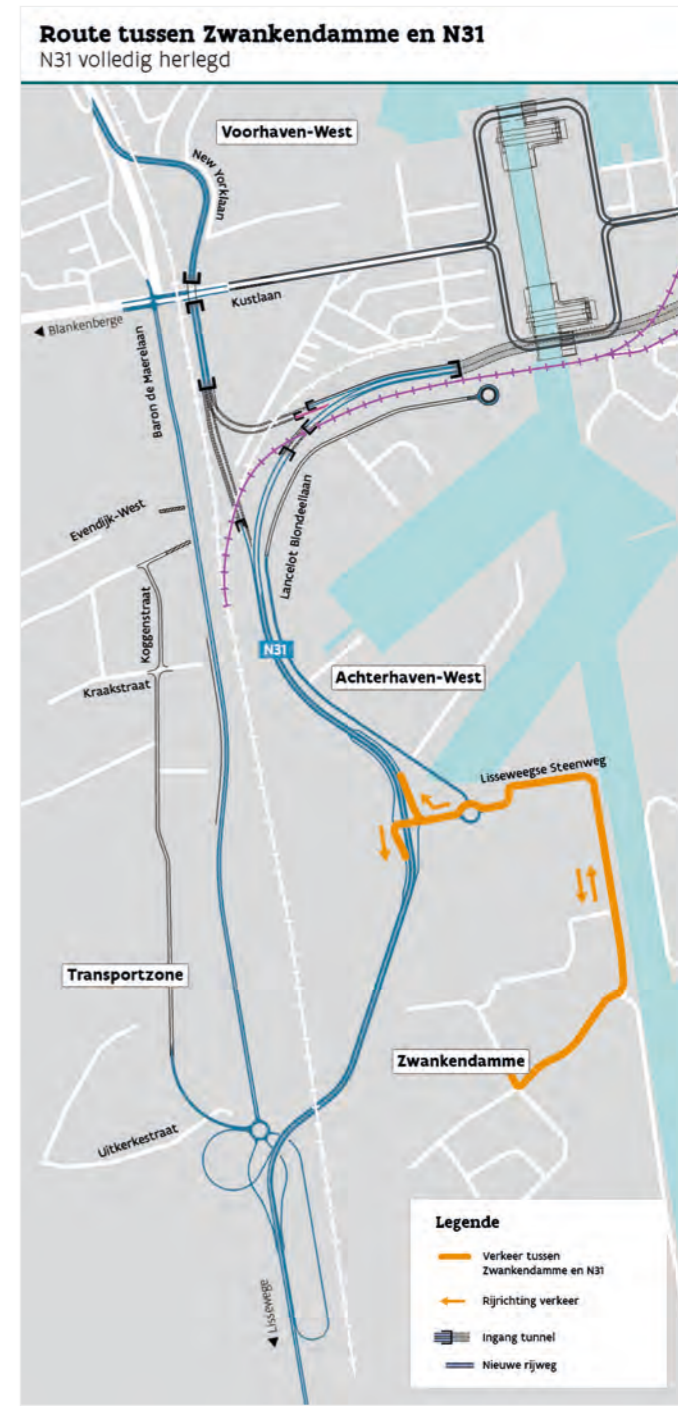 Route tussen Zwankendamme en N31
N31 volledig herlegd
Voorhaven-West
New Yorklaan
Kustlaan
◀ Blankenberge
Baron de Maerelaan
Evendijk-West
Lancelot Blondeellaan
Koggenstraat
N31
Kraakstraat
Achterhaven-West
Lisseweegse Steenweg
Transportzone
Zwankendamme
Uitkerkestraat
◀ Lissewege
Legende
Verkeer tussen
Zwankendamme en N31
Rijrichting verkeer
Ingang tunnel
Nieuwe rijweg